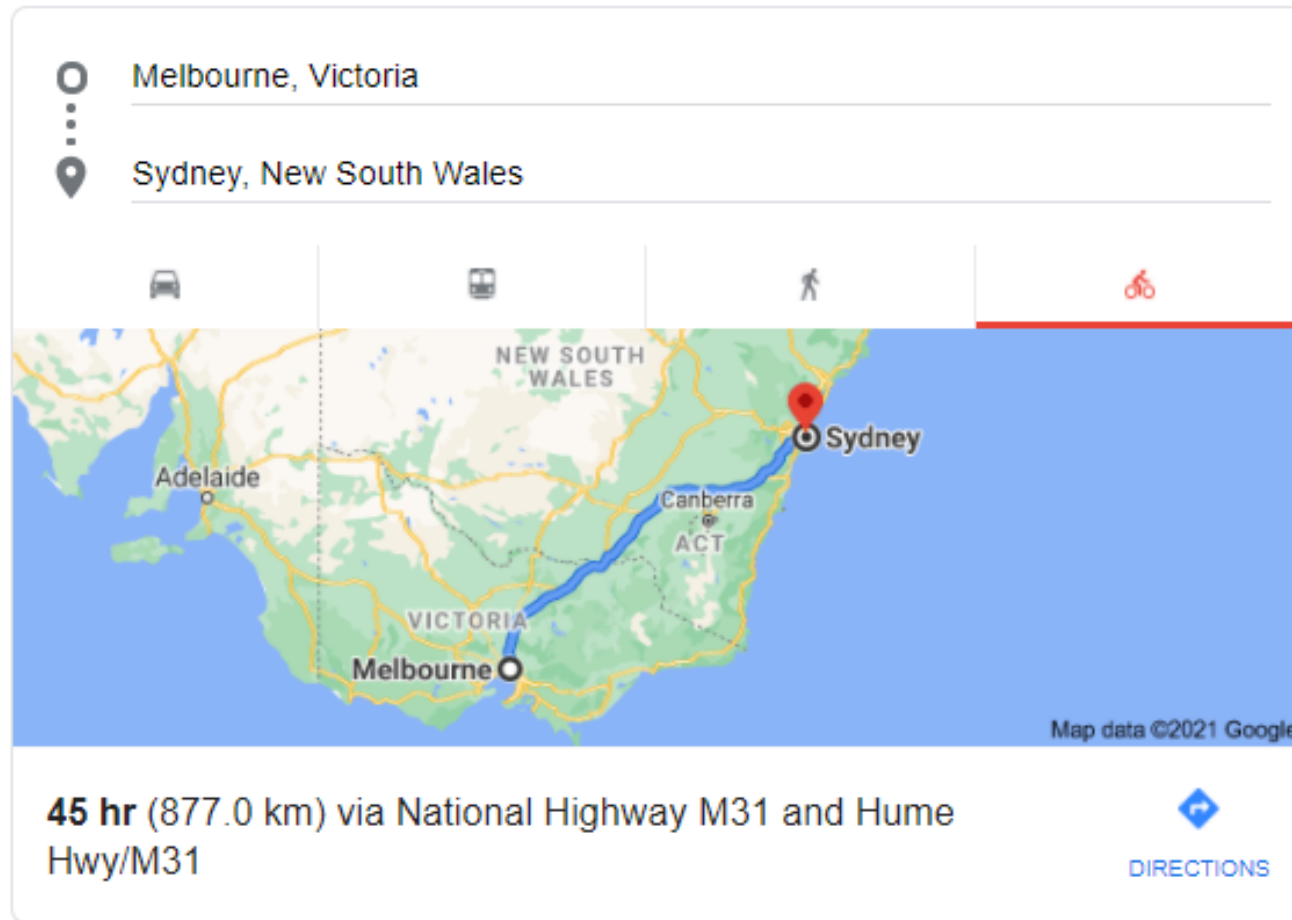 Melbourne, Victoria
Sydney, New South Wales
NEW SOUTH
WALES
Sydney
Adelaide
Canberra
ACT
VICTORIA
Melbourne
Map data ©2021 Google
45 hr (877.0 km) via National Highway M31 and Hume
Hwy/M31
DIRECTIONS